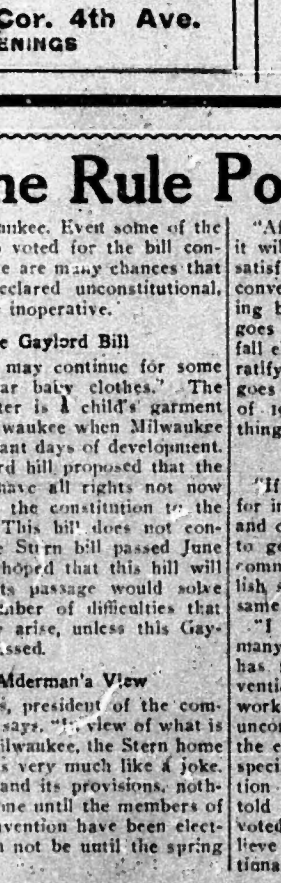 Cor. 4th Ave.
ENINGS
ne Rule Po
aukee. Even some of the
voted for the bill con-
e are many chances that
eclared unconstitutional,
inoperative.
e Gaylord Bill
may continue for some
ar baby clothes." The
ter is a child's garment
waukee when Milwaukee
ant days of development.
rd bill proposed that the
have all rights not now
the constitution to the
This bill does not con-
e Stern bill passed June
hoped that this bill will
ts passage would solve
mber of difficulties that
arise, unless this Gay-
assed.
Alderman's View
s, president of the com-
says. "In view of what is
ilwaukee, the Stern home
s very much like a joke.
and its provisions, noth-
me until the members of
nvention have been elect-
n not be until the spring
"Af
it wil
satisf
conve
ing b
goes
fall e
ratify
goes
of 19
thing
"If
for in
and c
to ge
comm
lish s
same
"I
many
has
venti
work
uncon
the e
speci
tion
told
voted
lieve
tiona